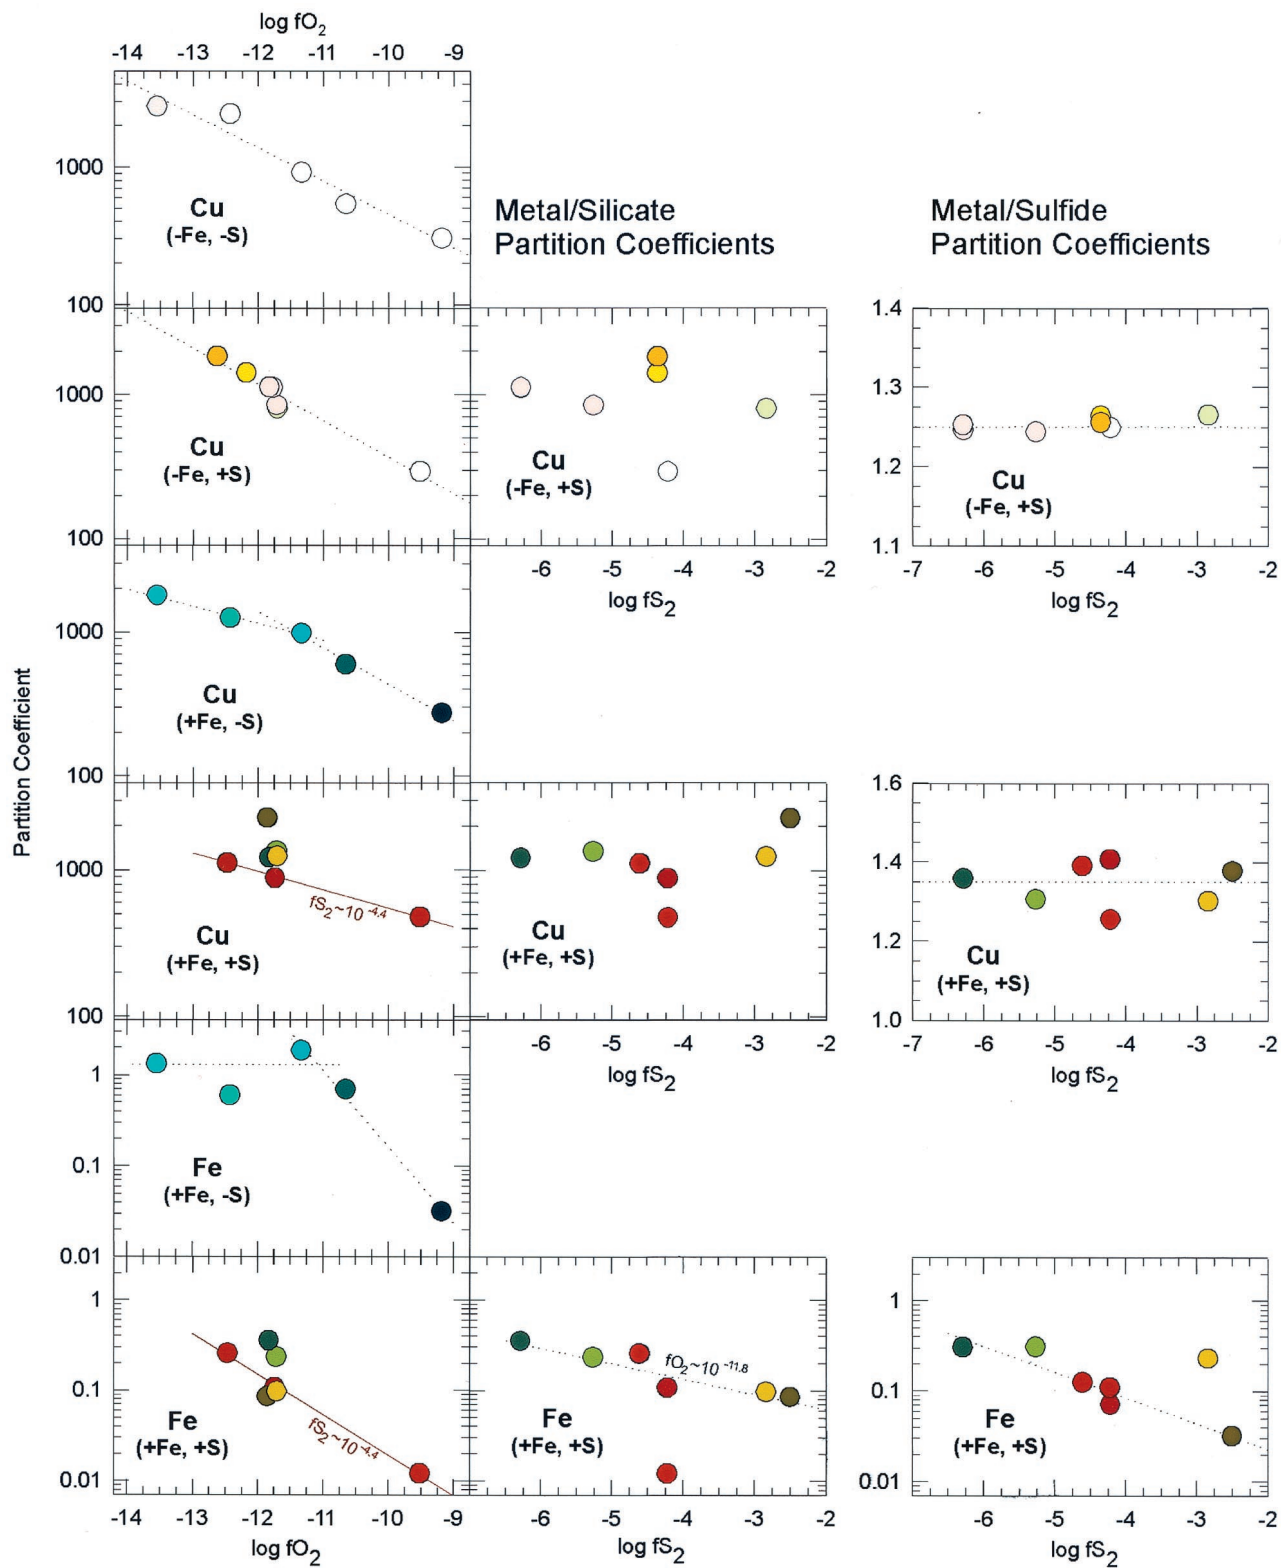 log fO2
-14 -13 -12 -11 -10 -9
1000
100
Cu
(-Fe, -S)
Metal/Silicate
Partition Coefficients
Metal/Sulfide
Partition Coefficients
1000
100
Cu
(-Fe, +S)
Cu
(-Fe, +S)
-6 -5 -4 -3 -2
log fS2
1.4
1.3
1.2
1.1
Cu
(-Fe, +S)
-7 -6 -5 -4 -3 -2
log fS2
Partition Coefficient
1000
100
Cu
(+Fe, -S)
1000
100
fS2~10-4.4
Cu
(+Fe, +S)
Cu
(+Fe, +S)
-6 -5 -4 -3 -2
log fS2
1.6
1.4
1.2
1.0
Cu
(+Fe, +S)
-7 -6 -5 -4 -3 -2
log fS2
1
0.1
0.01
Fe
(+Fe, -S)
1
0.1
0.01
Fe
(+Fe, +S)
fS2~10-4.4
-14 -13 -12 -11 -10 -9
log fO2
fO2~10-11.8
Fe
(+Fe, +S)
-6 -5 -4 -3 -2
log fS2
1
0.1
0.01
Fe
(+Fe, +S)
-7 -6 -5 -4 -3 -2
log fS2